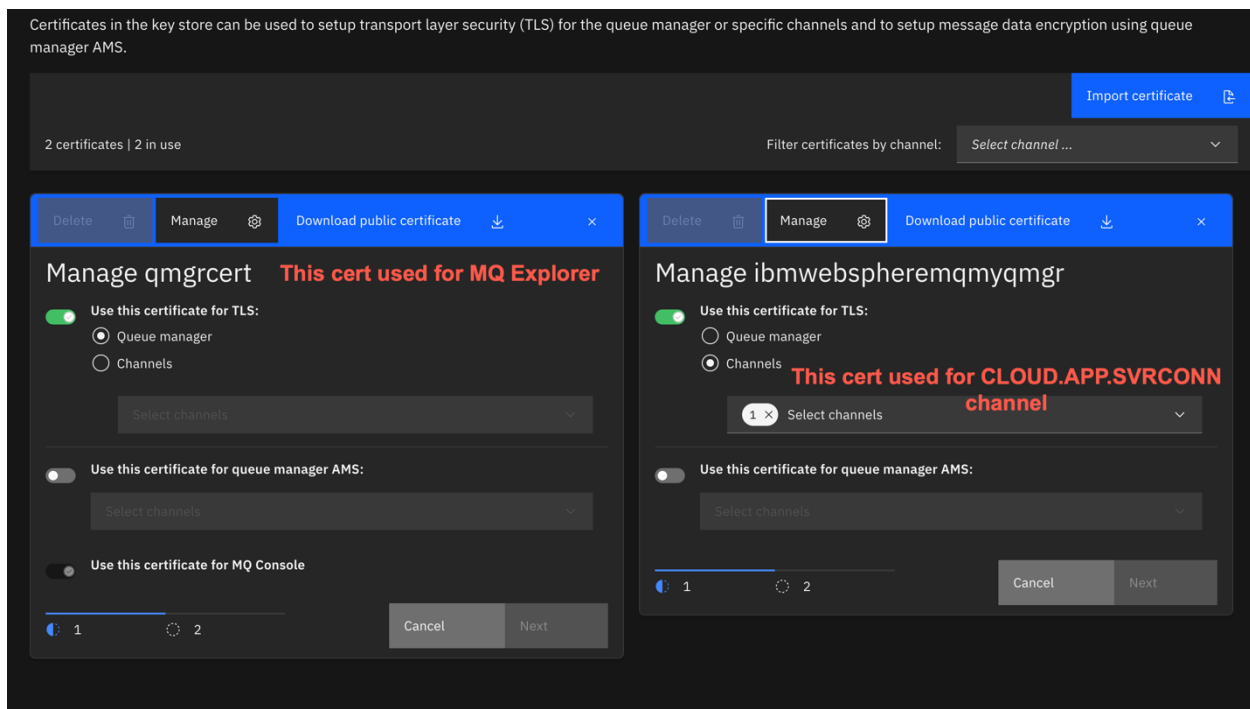 Certificates in the key store can be used to setup transport layer security (TLS) for the queue manager or specific channels and to setup message data encryption using queue
manager AMS.
Import certificate
2 certificates | 2 in use
Filter certificates by channel:
Select channel ...
Delete
Manage
Download public certificate
Manage qmgrcert
This cert used for MQ Explorer
Use this certificate for TLS:
Queue manager
Channels
Select channels
Use this certificate for queue manager AMS:
Select channels
Use this certificate for MQ Console
1
2
Cancel
Next
Delete
Manage
Download public certificate
Manage ibmwebspheremqmyqmgr
Use this certificate for TLS:
Queue manager
Channels
This cert used for CLOUD.APP.SVRCONN
channel
1 × Select channels
Use this certificate for queue manager AMS:
Select channels
1
2
Cancel
Next